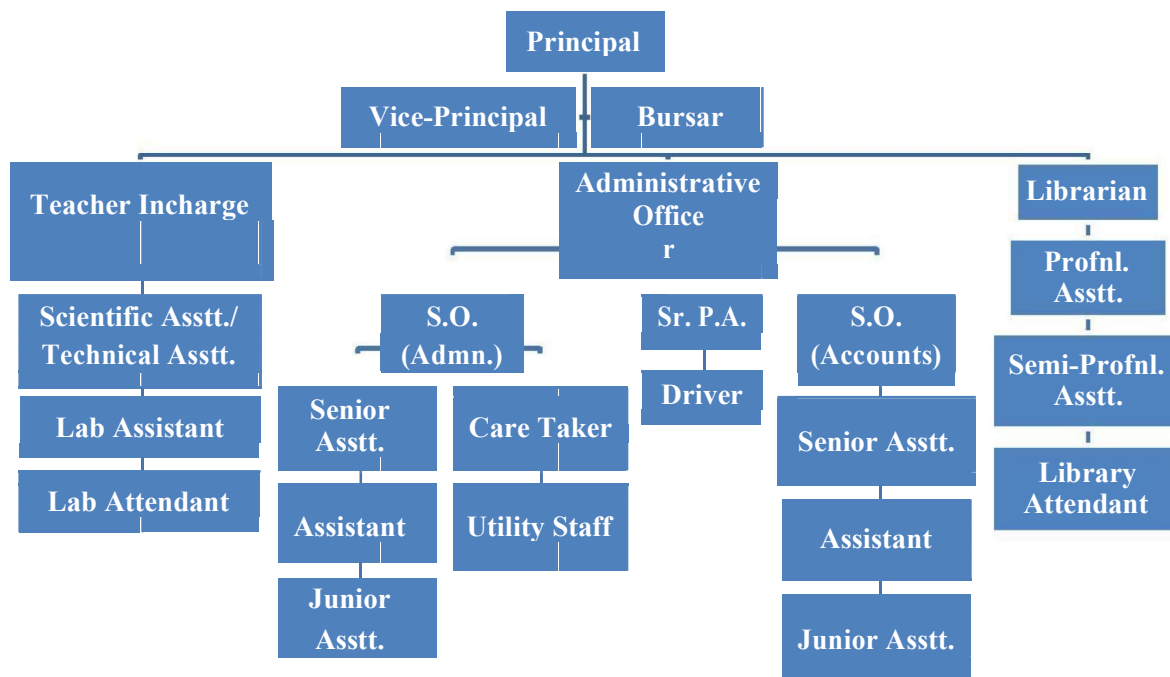 Principal
Vice-Principal
Bursar
Teacher Incharge
Administrative
Office
r
Librarian
Scientific Asstt./
Technical Asstt.
Lab Assistant
Lab Attendant
S.O.
(Admn.)
Senior
Asstt.
Assistant
Junior
Asstt.
Care Taker
Utility Staff
Sr. P.A.
Driver
S.O.
(Accounts)
Senior Asstt.
Assistant
Junior Asstt.
Profnl.
Asstt.
Semi-Profnl.
Asstt.
Library
Attendant